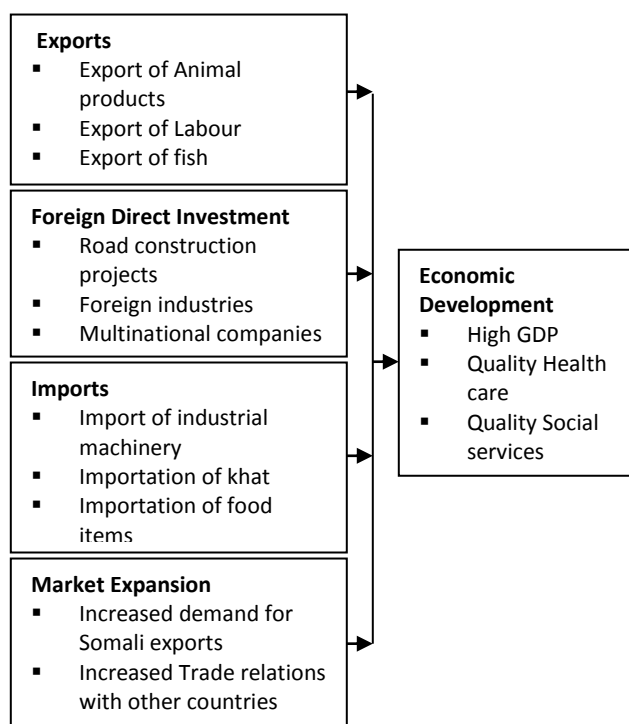 Exports
▪ Export of Animal
products
▪ Export of Labour
▪ Export of fish
Foreign Direct Investment
▪ Road construction
projects
▪ Foreign industries
▪ Multinational companies
Imports
▪ Import of industrial
machinery
▪ Importation of khat
▪ Importation of food
items
Market Expansion
▪ Increased demand for
Somali exports
▪ Increased Trade relations
with other countries
Economic
Development
▪ High GDP
▪ Quality Health
care
▪ Quality Social
services